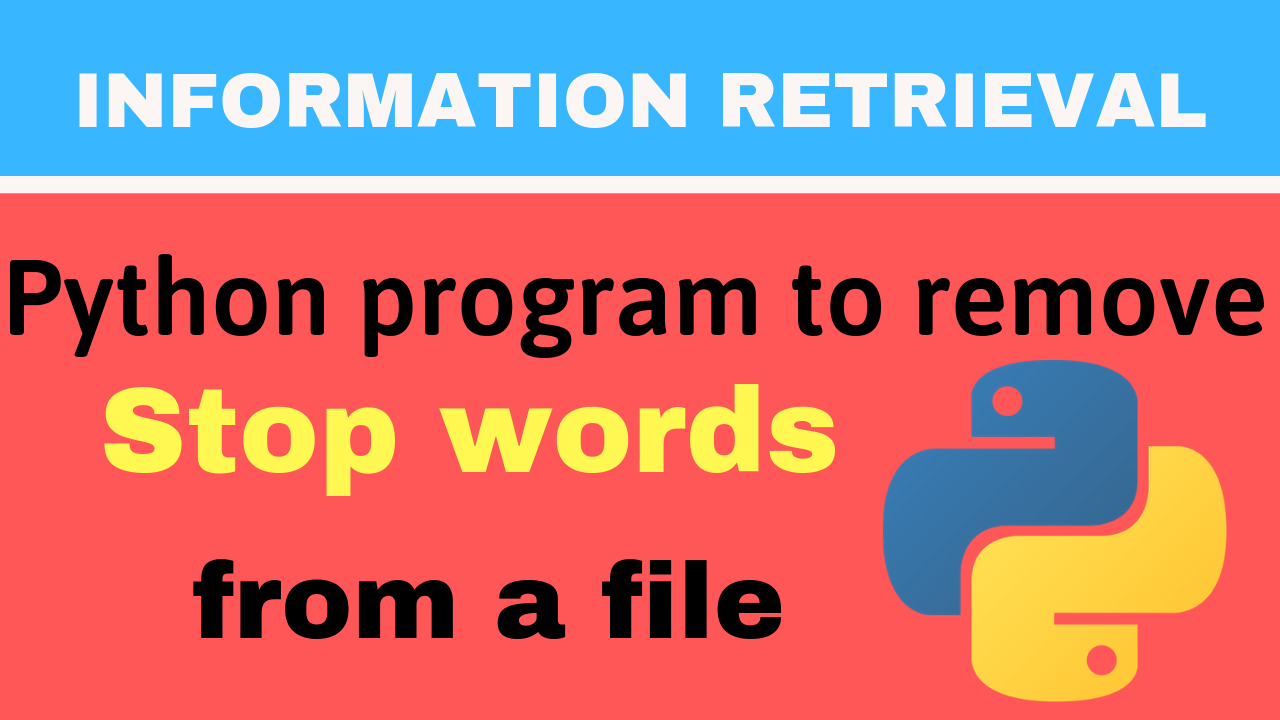 INFORMATION RETRIEVAL
Python program to remove
Stop words
from a file